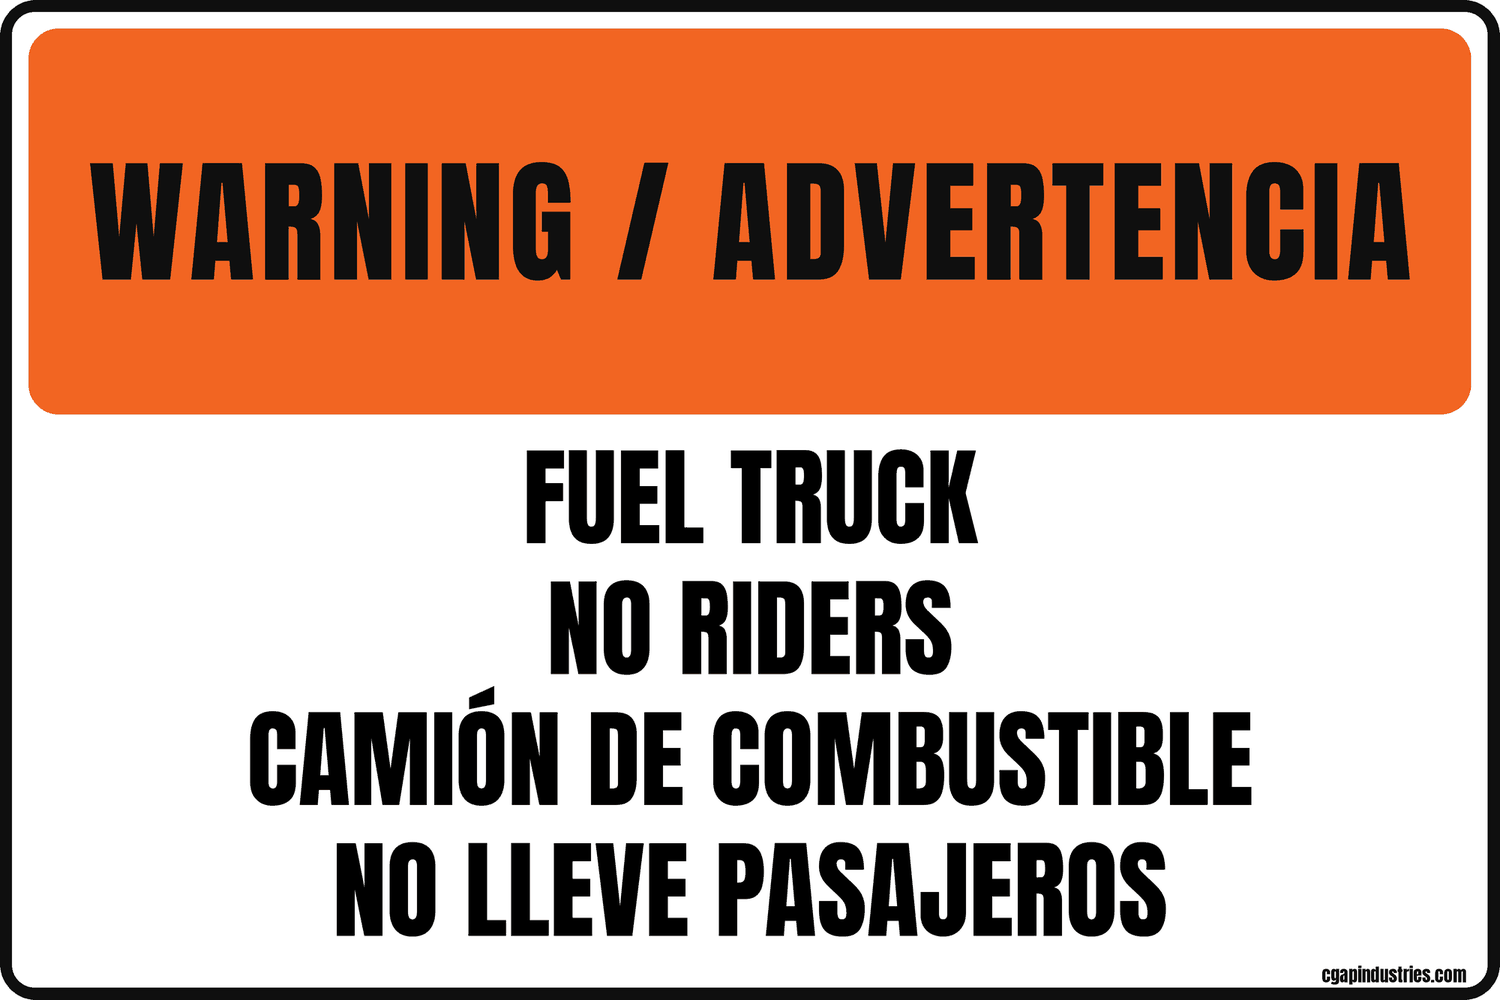 WARNING / ADVERTENCIA
FUEL TRUCK
NO RIDERS
CAMIÓN DE COMBUSTIBLE
NO LLEVE PASAJEROS
cgapindustries.com